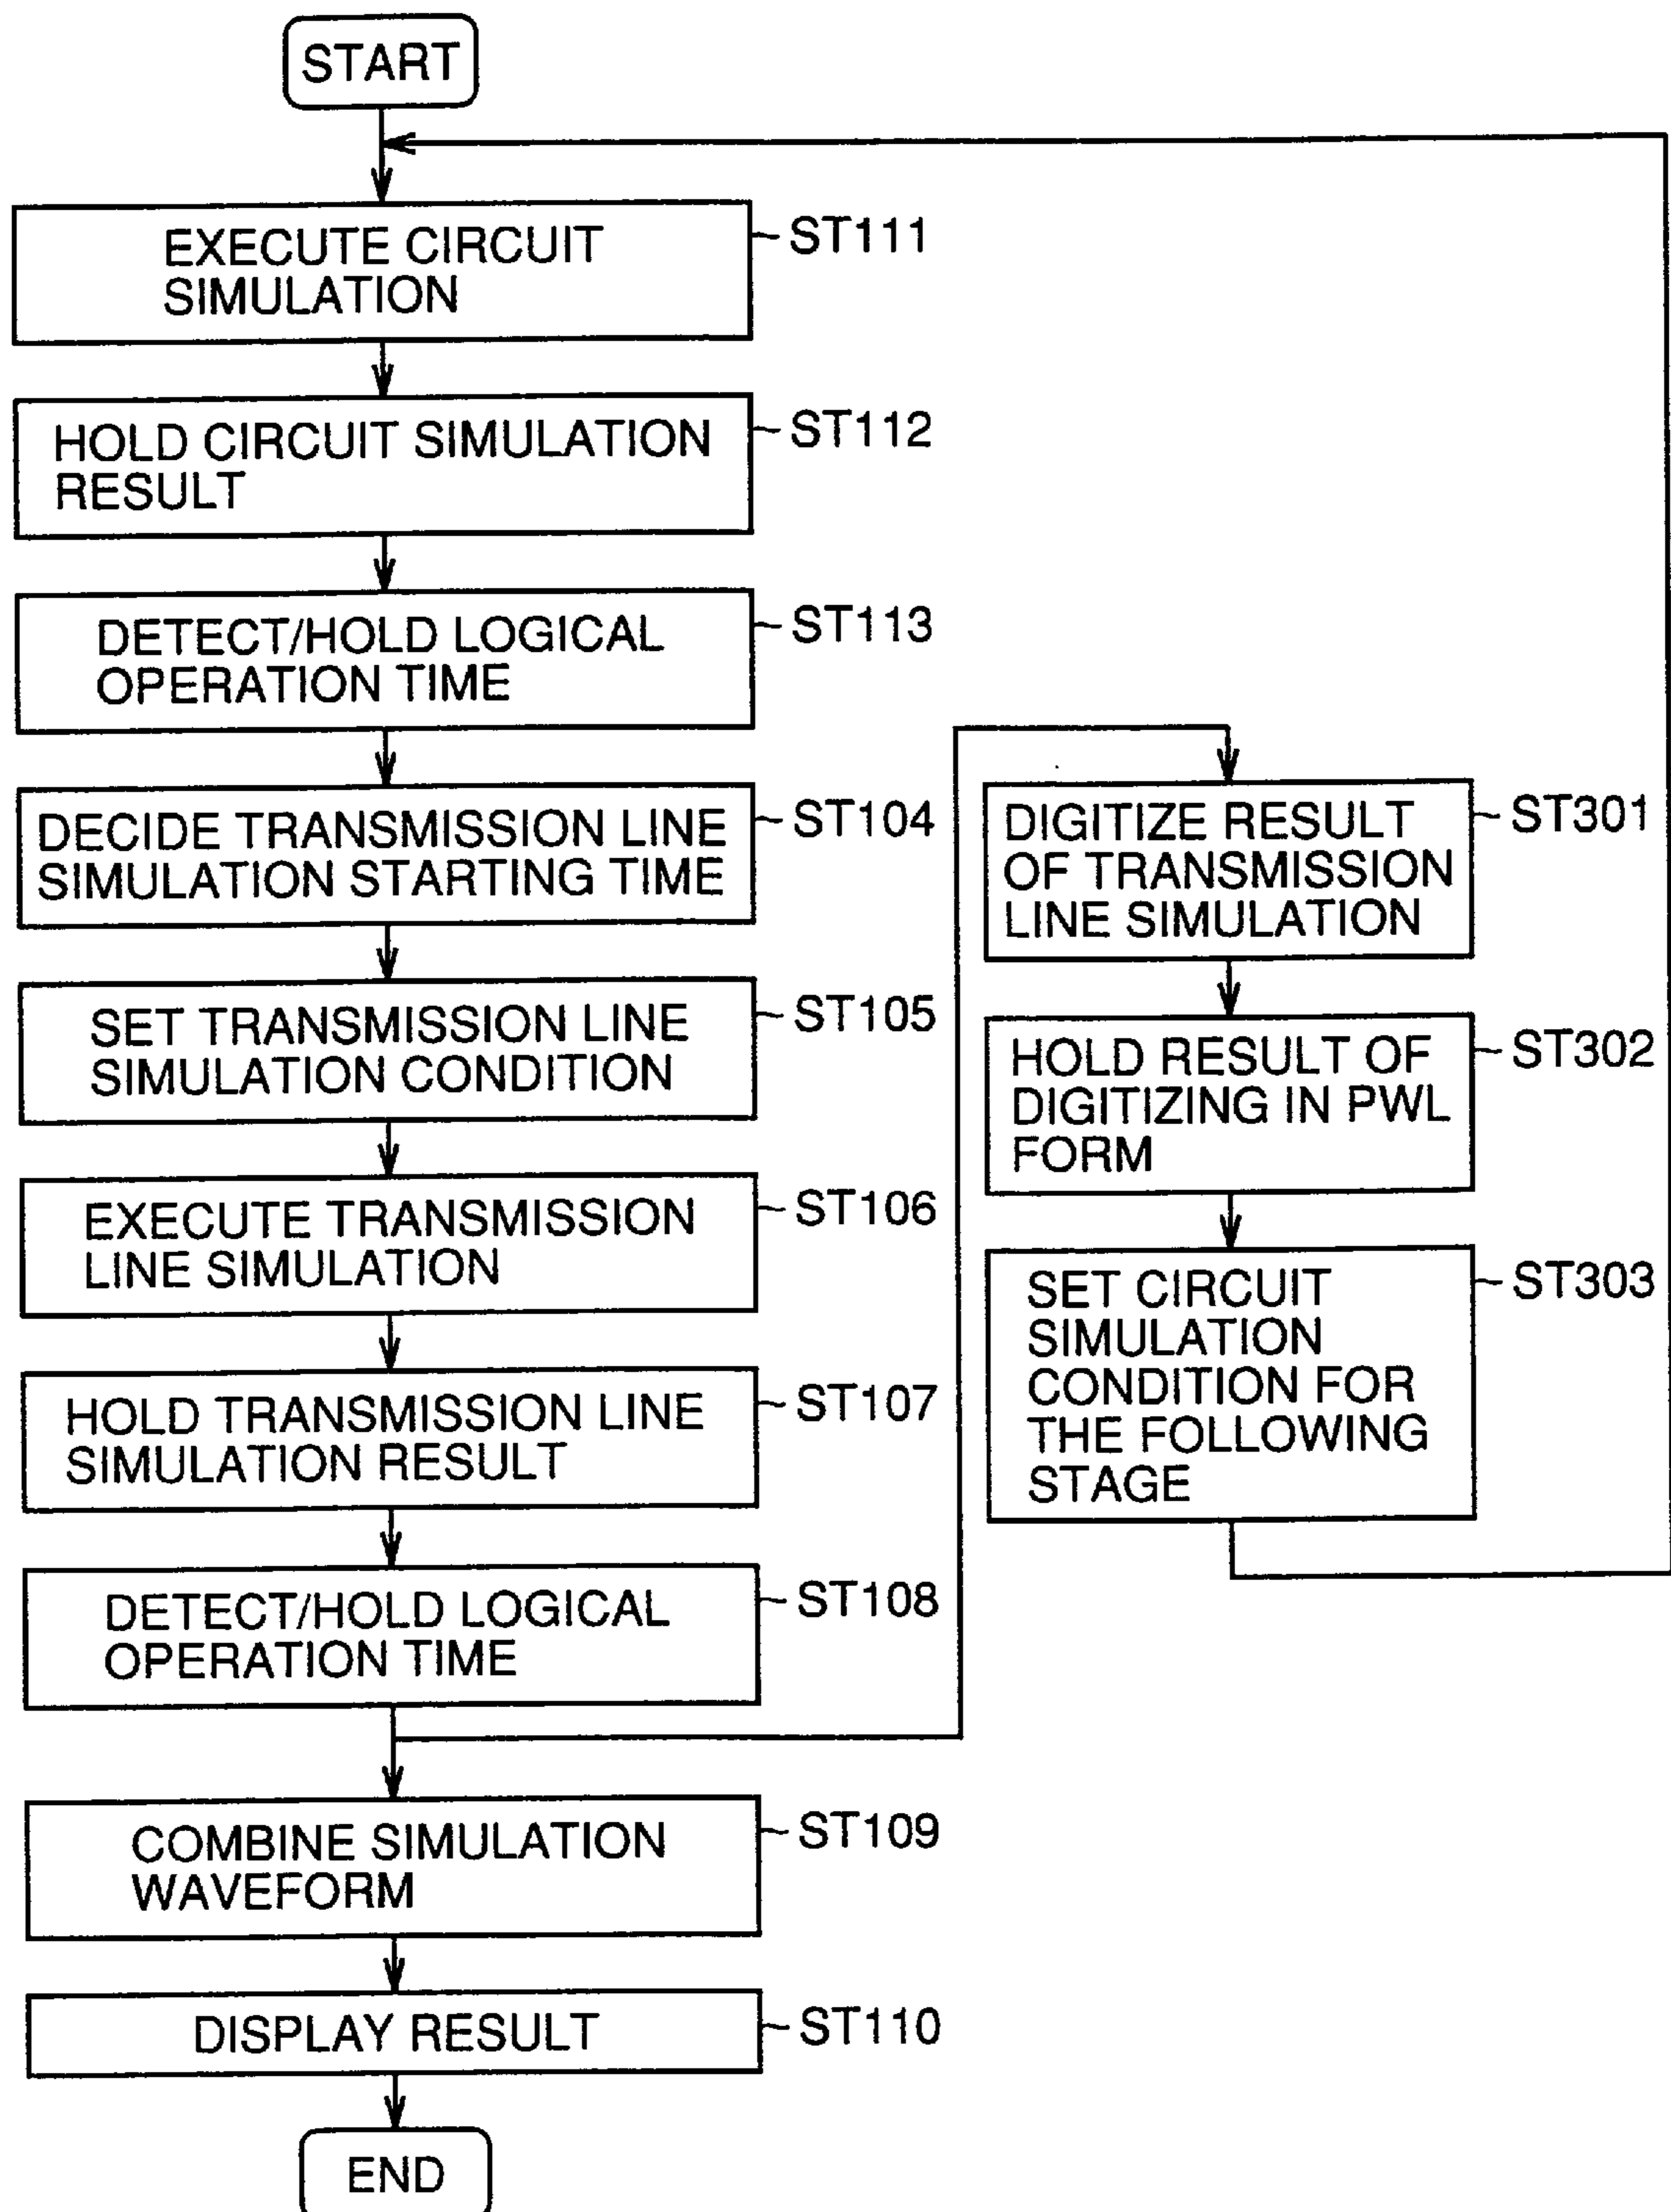 START
EXECUTE CIRCUIT
SIMULATION
ST111
HOLD CIRCUIT SIMULATION
RESULT
ST112
DETECT/HOLD LOGICAL
OPERATION TIME
ST113
DECIDE TRANSMISSION LINE
SIMULATION STARTING TIME
ST104
SET TRANSMISSION LINE
SIMULATION CONDITION
ST105
EXECUTE TRANSMISSION
LINE SIMULATION
ST106
HOLD TRANSMISSION LINE
SIMULATION RESULT
ST107
DETECT/HOLD LOGICAL
OPERATION TIME
ST108
COMBINE SIMULATION
WAVEFORM
ST109
DISPLAY RESULT
ST110
END
DIGITIZE RESULT
OF TRANSMISSION
LINE SIMULATION
ST301
HOLD RESULT OF
DIGITIZING IN PWL
FORM
ST302
SET CIRCUIT
SIMULATION
CONDITION FOR
THE FOLLOWING
STAGE
ST303